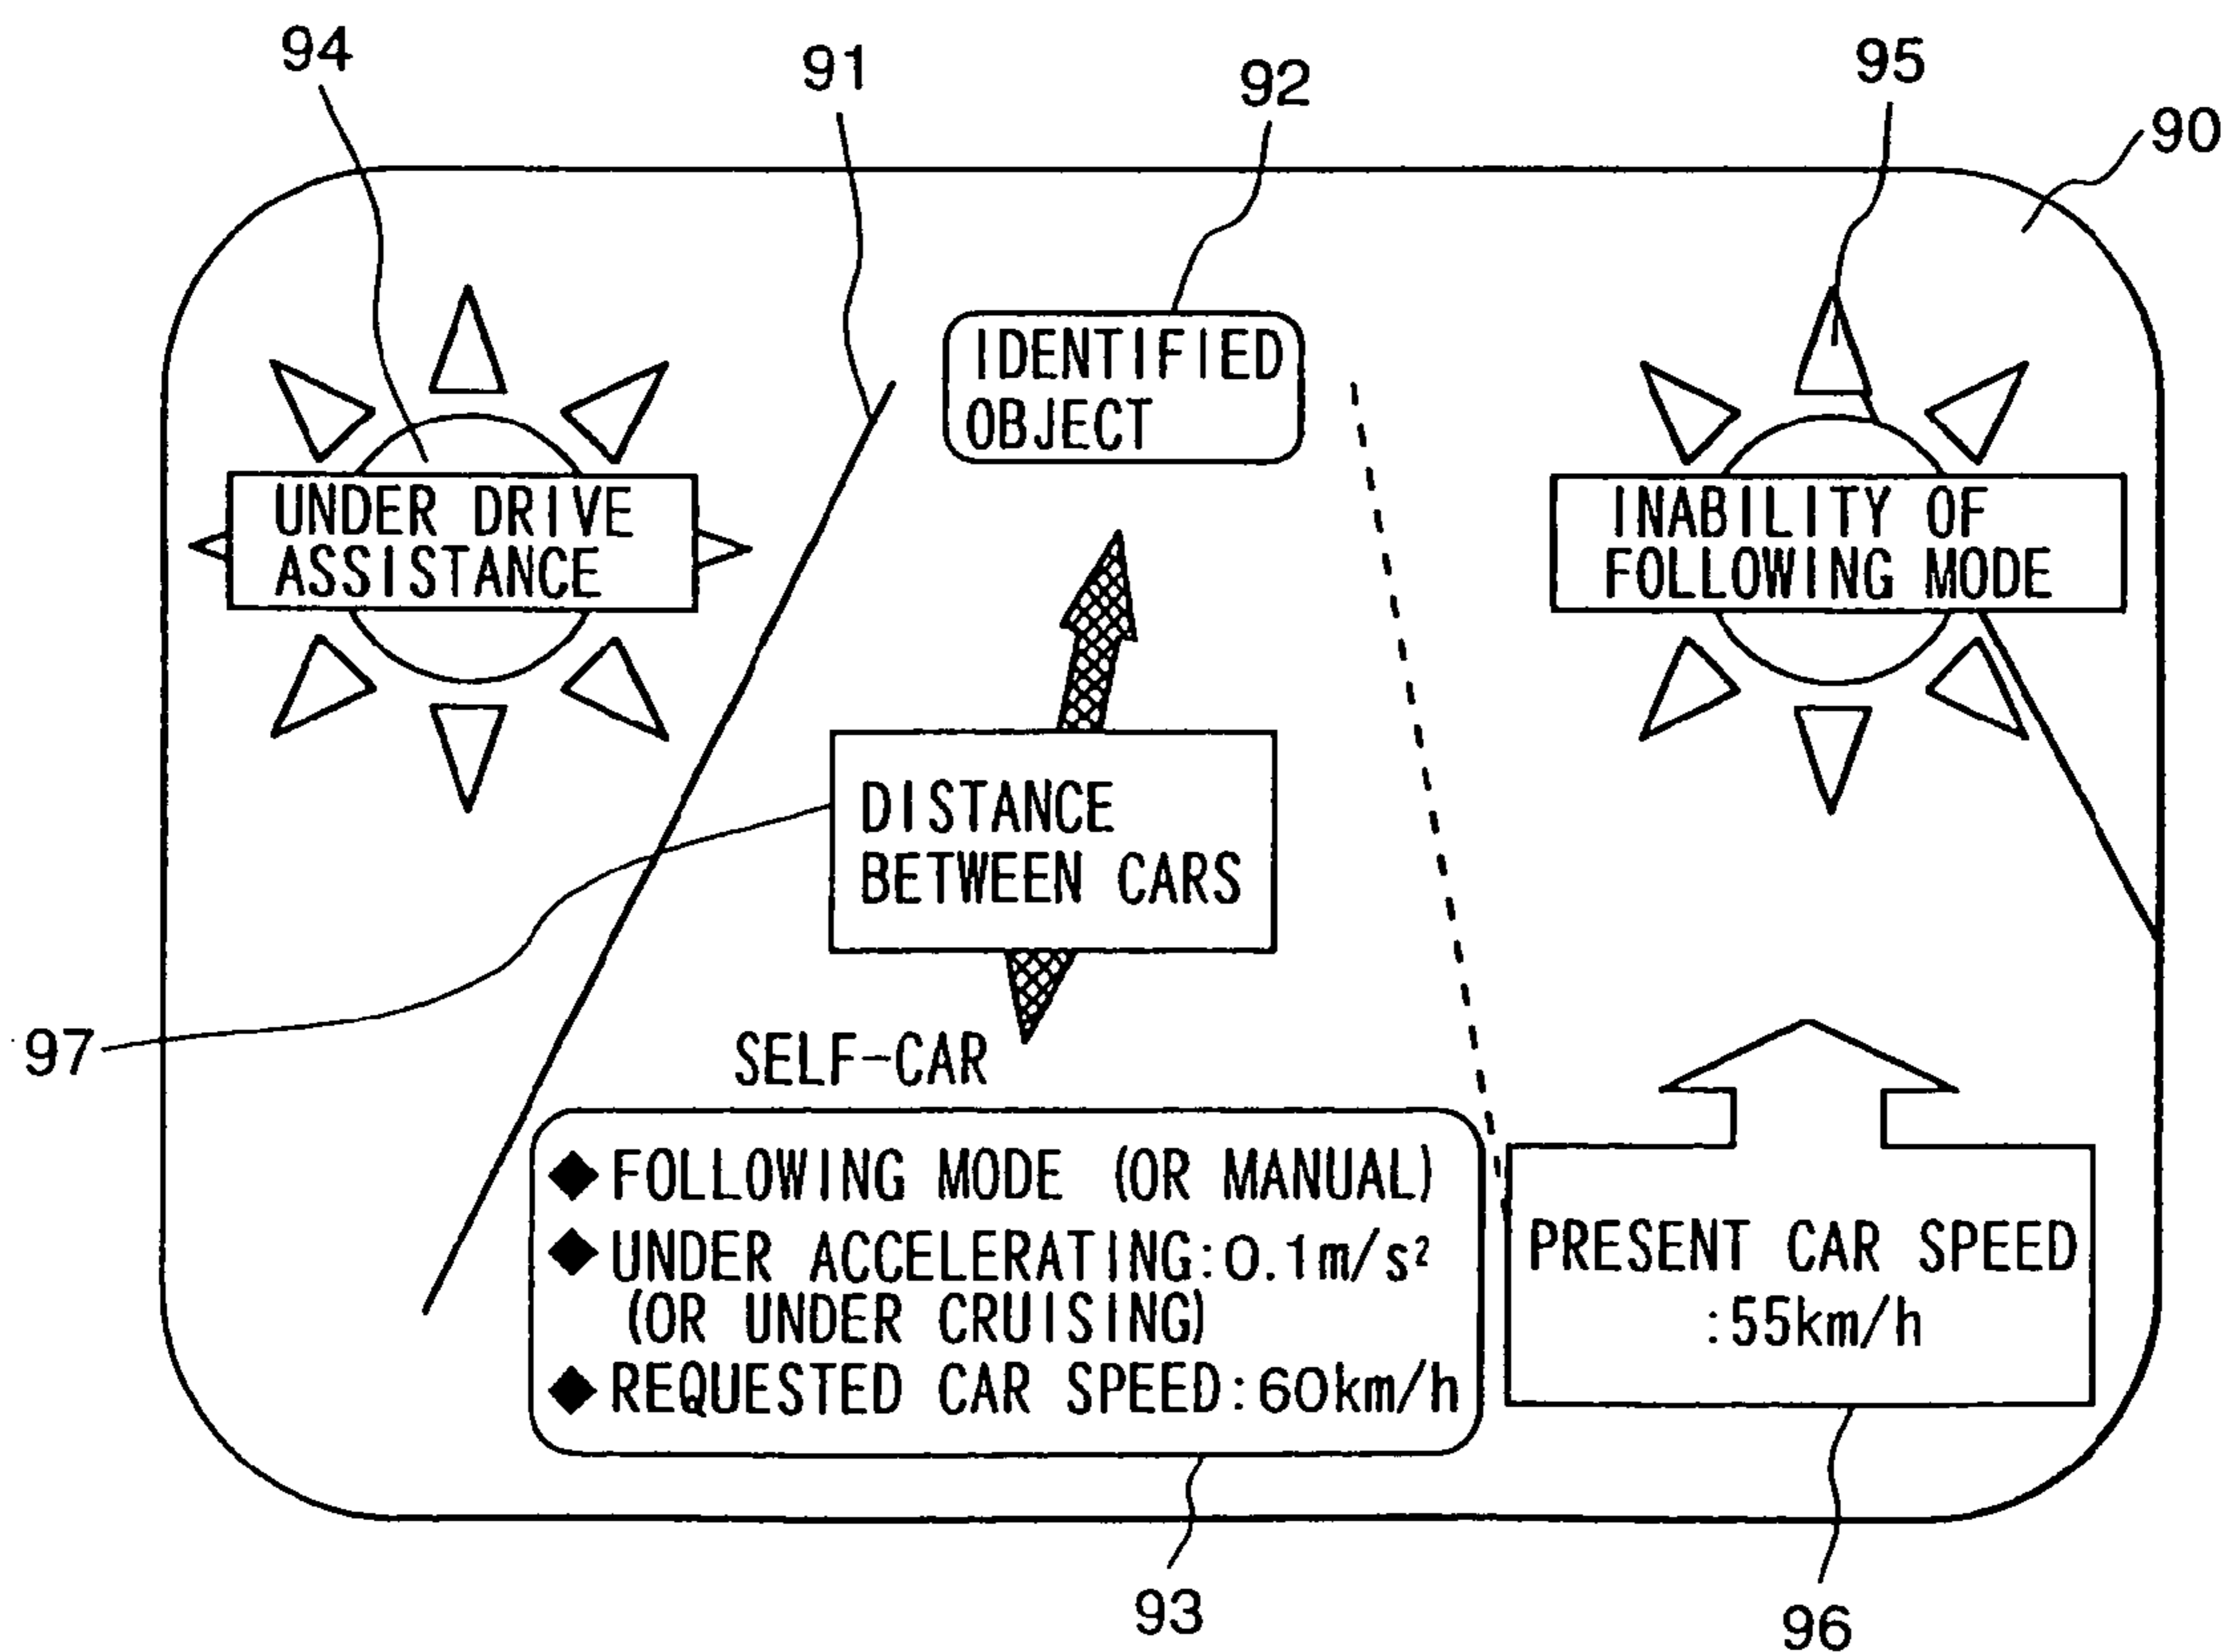 94
91
92
95
90
IDENTIFIED
OBJECT
UNDER DRIVE
ASSISTANCE
INABILITY OF
FOLLOWING MODE
DISTANCE
BETWEEN CARS
97
SELF-CAR
◆ FOLLOWING MODE (OR MANUAL)
◆ UNDER ACCELERATING:0.1m/s²
(OR UNDER CRUISING)
◆ REQUESTED CAR SPEED:60km/h
PRESENT CAR SPEED
:55km/h
93
96